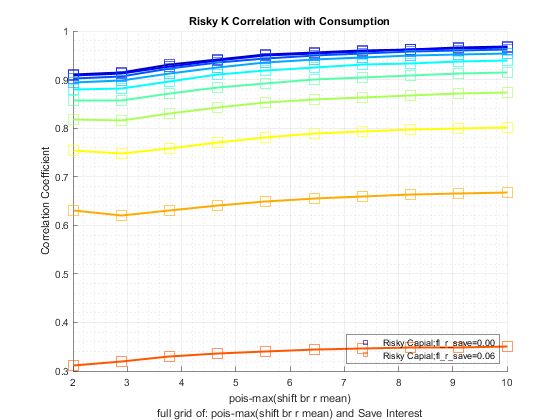 Risky K Correlation with Consumption
Correlation Coefficient
1
0.9
0.8
0.7
0.6
0.5
0.4
0.3
Risky Capial;fl_r_save=0.00
Risky Capial;fl_r_save=0.06
2 3 4 5 6 7 8 9 10
pois-max(shift br r mean)
full grid of: pois-max(shift br r mean) and Save Interest